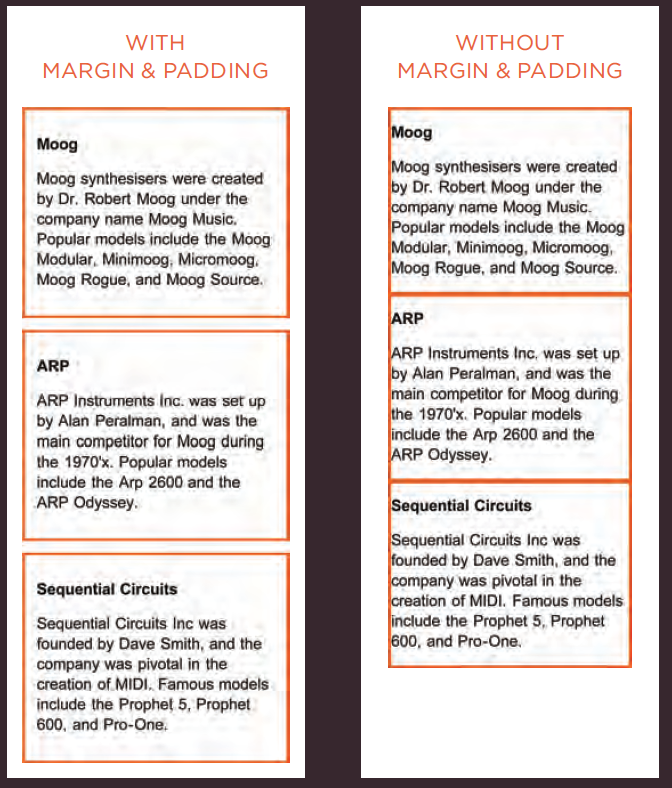 WITH
MARGIN & PADDING
Moog
Moog synthesisers were created
by Dr. Robert Moog under the
company name Moog Music.
Popular models include the Moog
Modular, Minimoog, Micromoog,
Moog Rogue, and Moog Source.
ARP
ARP Instruments Inc. was set up
by Alan Peralman, and was the
main competitor for Moog during
the 1970'x. Popular models
include the Arp 2600 and the
ARP Odyssey.
Sequential Circuits
Sequential Circuits Inc was
founded by Dave Smith, and the
company was pivotal in the
creation of MIDI. Famous models
include the Prophet 5, Prophet
600, and Pro-One.
WITHOUT
MARGIN & PADDING
Moog
Moog synthesisers were created
by Dr. Robert Moog under the
company name Moog Music.
Popular models include the Moog
Modular, Minimoog, Micromoog,
Moog Rogue, and Moog Source.
ARP
ARP Instruments Inc. was set up
by Alan Peralman, and was the
main competitor for Moog during
the 1970'x. Popular models
include the Arp 2600 and the
ARP Odyssey.
Sequential Circuits
Sequential Circuits Inc was
founded by Dave Smith, and the
company was pivotal in the
creation of MIDI. Famous models
include the Prophet 5, Prophet
600, and Pro-One.